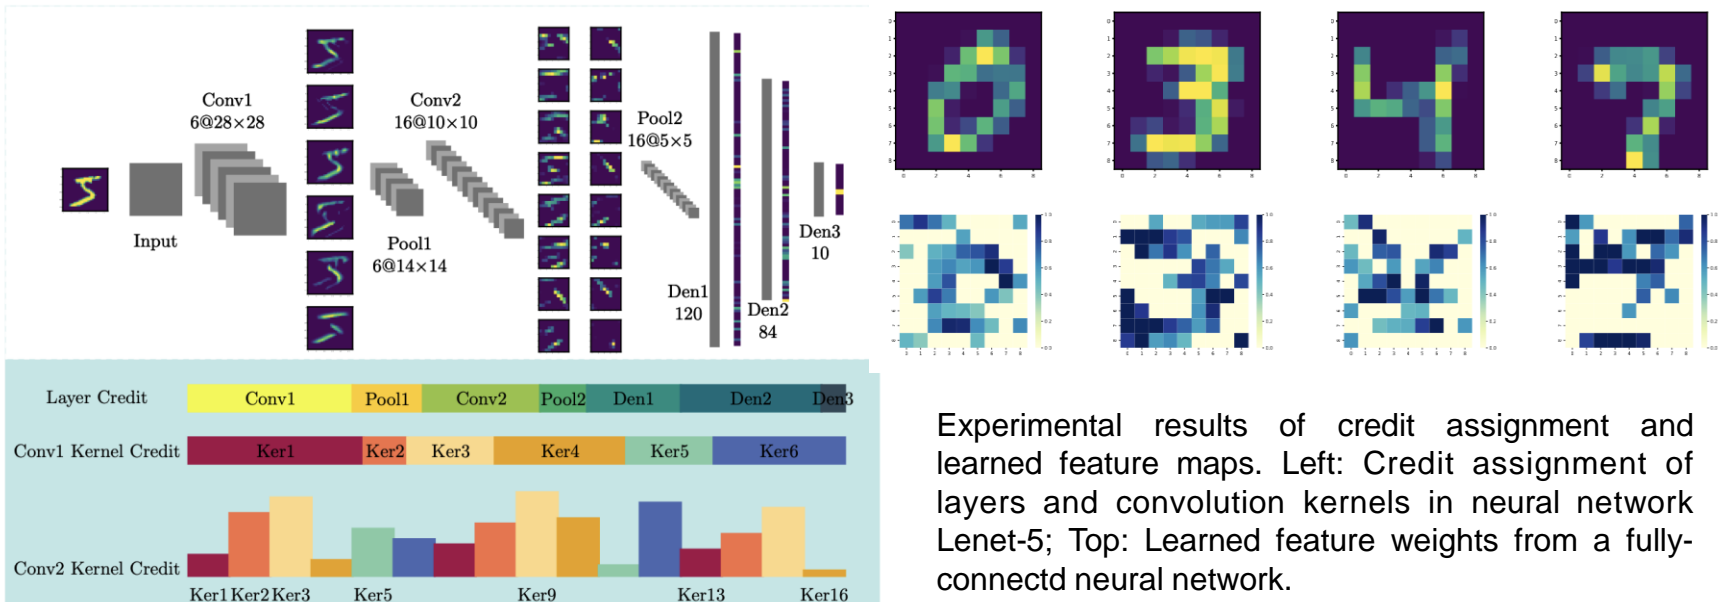 Conv1
6@28×28
Conv2
16@10×10
Pool2
16@5×5
Input
Pool1
6@14×14
Den1
120
Den2
84
Den3
10
Layer Credit
Conv1 Pool1 Conv2 Pool2 Den1 Den2 Den3
Conv1 Kernel Credit
Ker1 Ker2 Ker3 Ker4 Ker5 Ker6
Conv2 Kernel Credit
Ker1 Ker2 Ker3 Ker5 Ker9 Ker13 Ker16
Experimental results of credit assignment and
learned feature maps. Left: Credit assignment of
layers and convolution kernels in neural network
Lenet-5; Top: Learned feature weights from a fully-
connectd neural network.